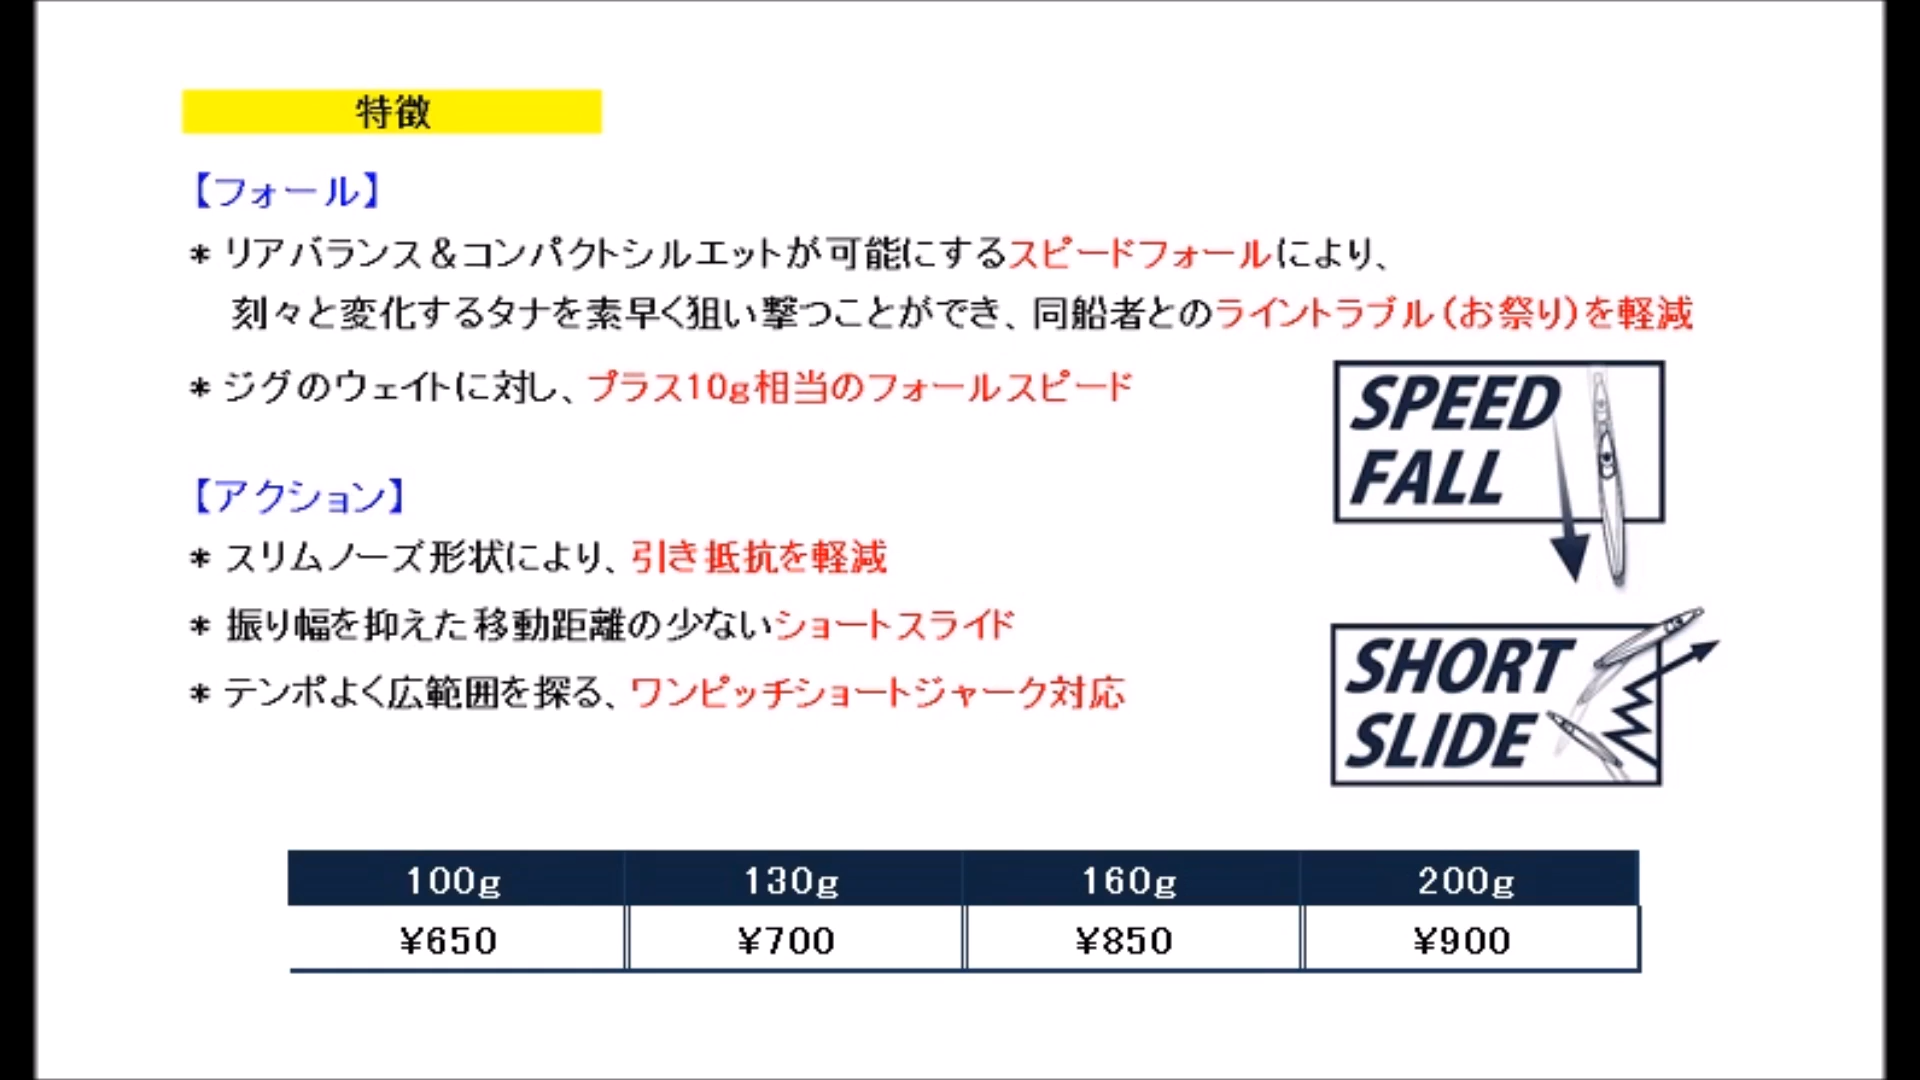 特徴
【フォール】
* リアバランス＆コンパクトシルエットが可能にするスピードフォールにより、
刻々と変化するタナを素早く狙い撃つことができ、同船者とのライントラブル（お祭り）を軽減
* ジグのウェイトに対し、プラス10g相当のフォールスピード
SPEED
FALL
【アクション】
* スリムノーズ形状により、引き抵抗を軽減
* 振り幅を抑えた移動距離の少ないショートスライド
* テンポよく広範囲を探る、ワンピッチショートジャーク対応
SHORT
SLIDE
100g 130g 160g 200g
¥650 ¥700 ¥850 ¥900